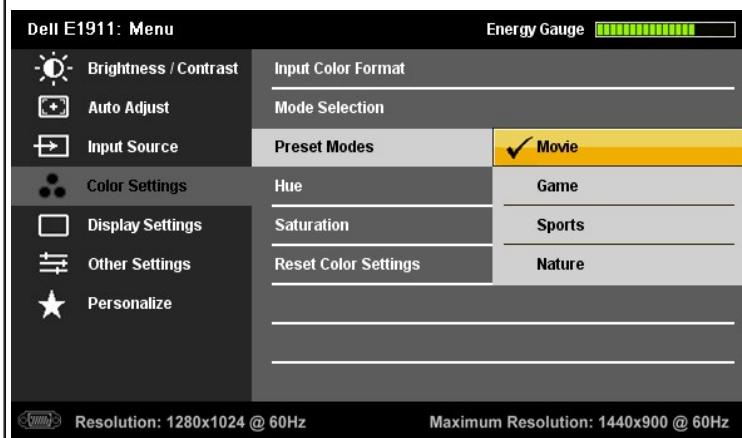 Dell E1911: Menu
Energy Gauge
Brightness / Contrast
Auto Adjust
Input Source
Color Settings
Display Settings
Other Settings
Personalize
Input Color Format
Mode Selection
Preset Modes
Hue
Saturation
Reset Color Settings
Movie
Game
Sports
Nature
Resolution: 1280x1024 @ 60Hz
Maximum Resolution: 1440x900 @ 60Hz